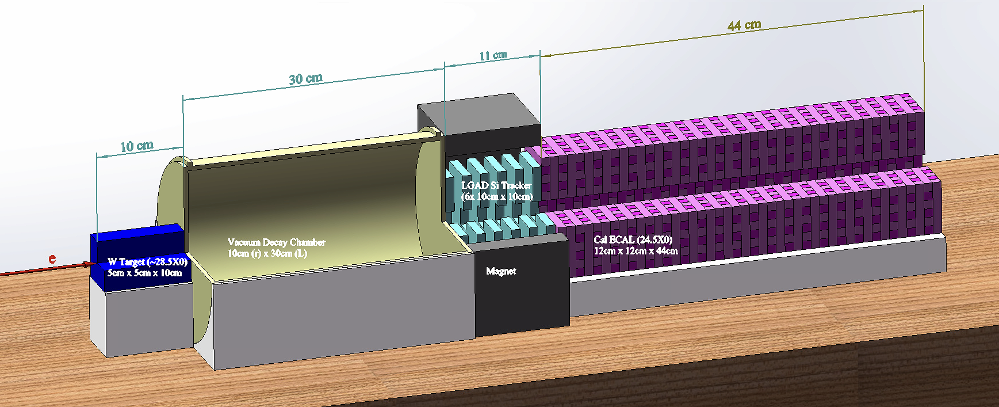 44 cm
11 cm
30 cm
10 cm
LGAD Si Tracker
(6x 10cm x 10cm)
Vacuum Decay Chamber
10cm (r) x 30cm (L)
CsI ECAL (24.5X0)
12cm x 12cm x 44cm
e
W Target (~28.5X0)
5cm x 5cm x 10cm
Magnet